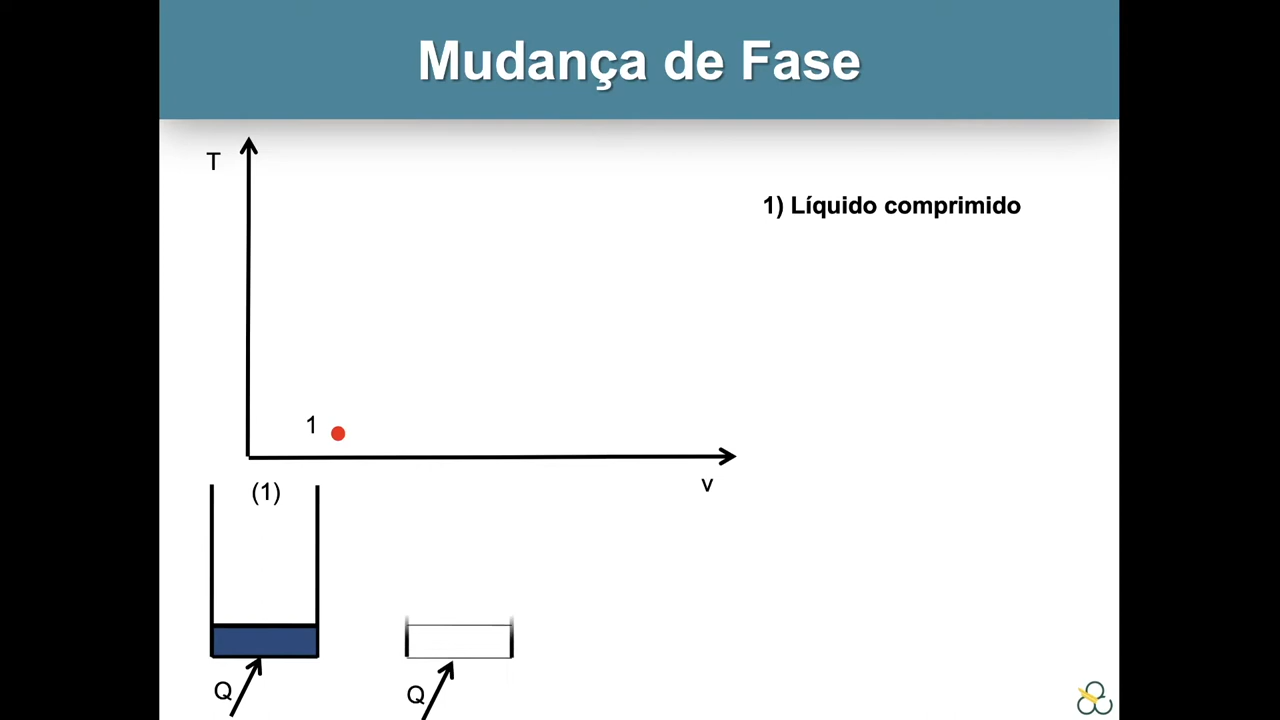 Mudança de Fase
T
1) Líquido comprimido
1
(1)
v
Q
Q